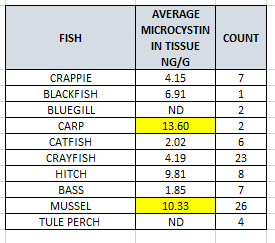 FISH AVERAGE MICROCYSTIN IN TISSUE NG/G COUNT
CRAPPIE 4.15 7
BLACKFISH 6.91 1
BLUEGILL ND 2
CARP 13.60 2
CATFISH 2.02 6
CRAYFISH 4.19 23
HITCH 9.81 8
BASS 1.85 7
MUSSEL 10.33 26
TULE PERCH ND 4